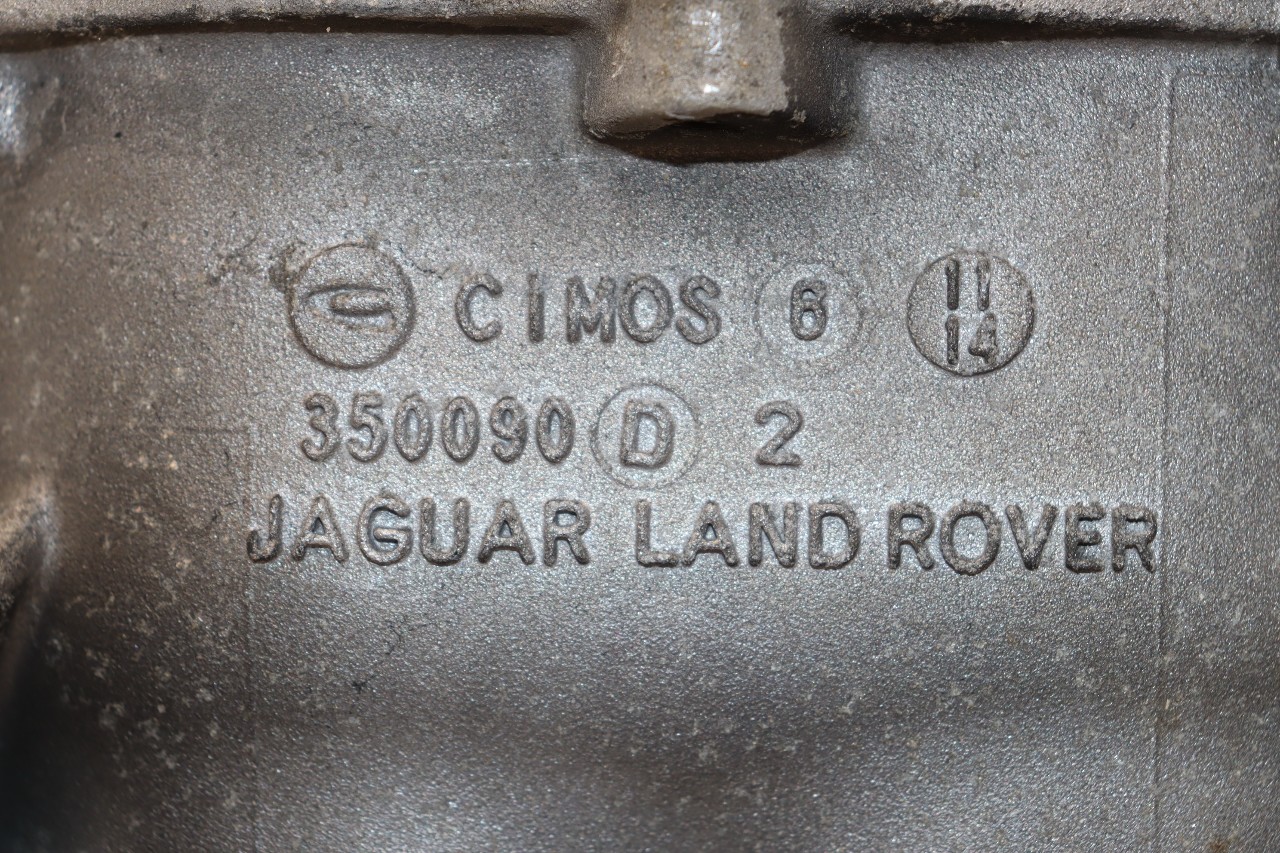 CIMOS 6 11
14
350090 D 2
JAGUAR LAND ROVER